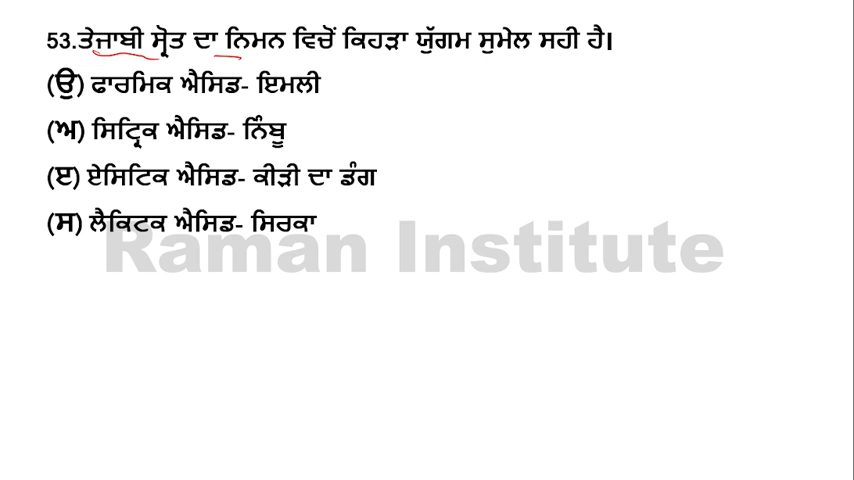 53.ਤੇਜਾਬੀ ਸ੍ਰੋਤ ਦਾ ਨਿਮਨ ਵਿਚੋਂ ਕਿਹੜਾ ਯੁੱਗਮ ਸੁਮੇਲ ਸਹੀ ਹੈ।
(ੳ) ਫਾਰਮਿਕ ਐਸਿਡ- ਇਮਲੀ
(ਅ) ਸਿਟ੍ਰਿਕ ਐਸਿਡ- ਨਿੰਬੂ
(ੲ) ਏਸਿਟਿਕ ਐਸਿਡ- ਕੀੜੀ ਦਾ ਡੰਗ
(ਸ) ਲੈਕਿਟਕ ਐਸਿਡ- ਸਿਰਕਾ
Raman Institute